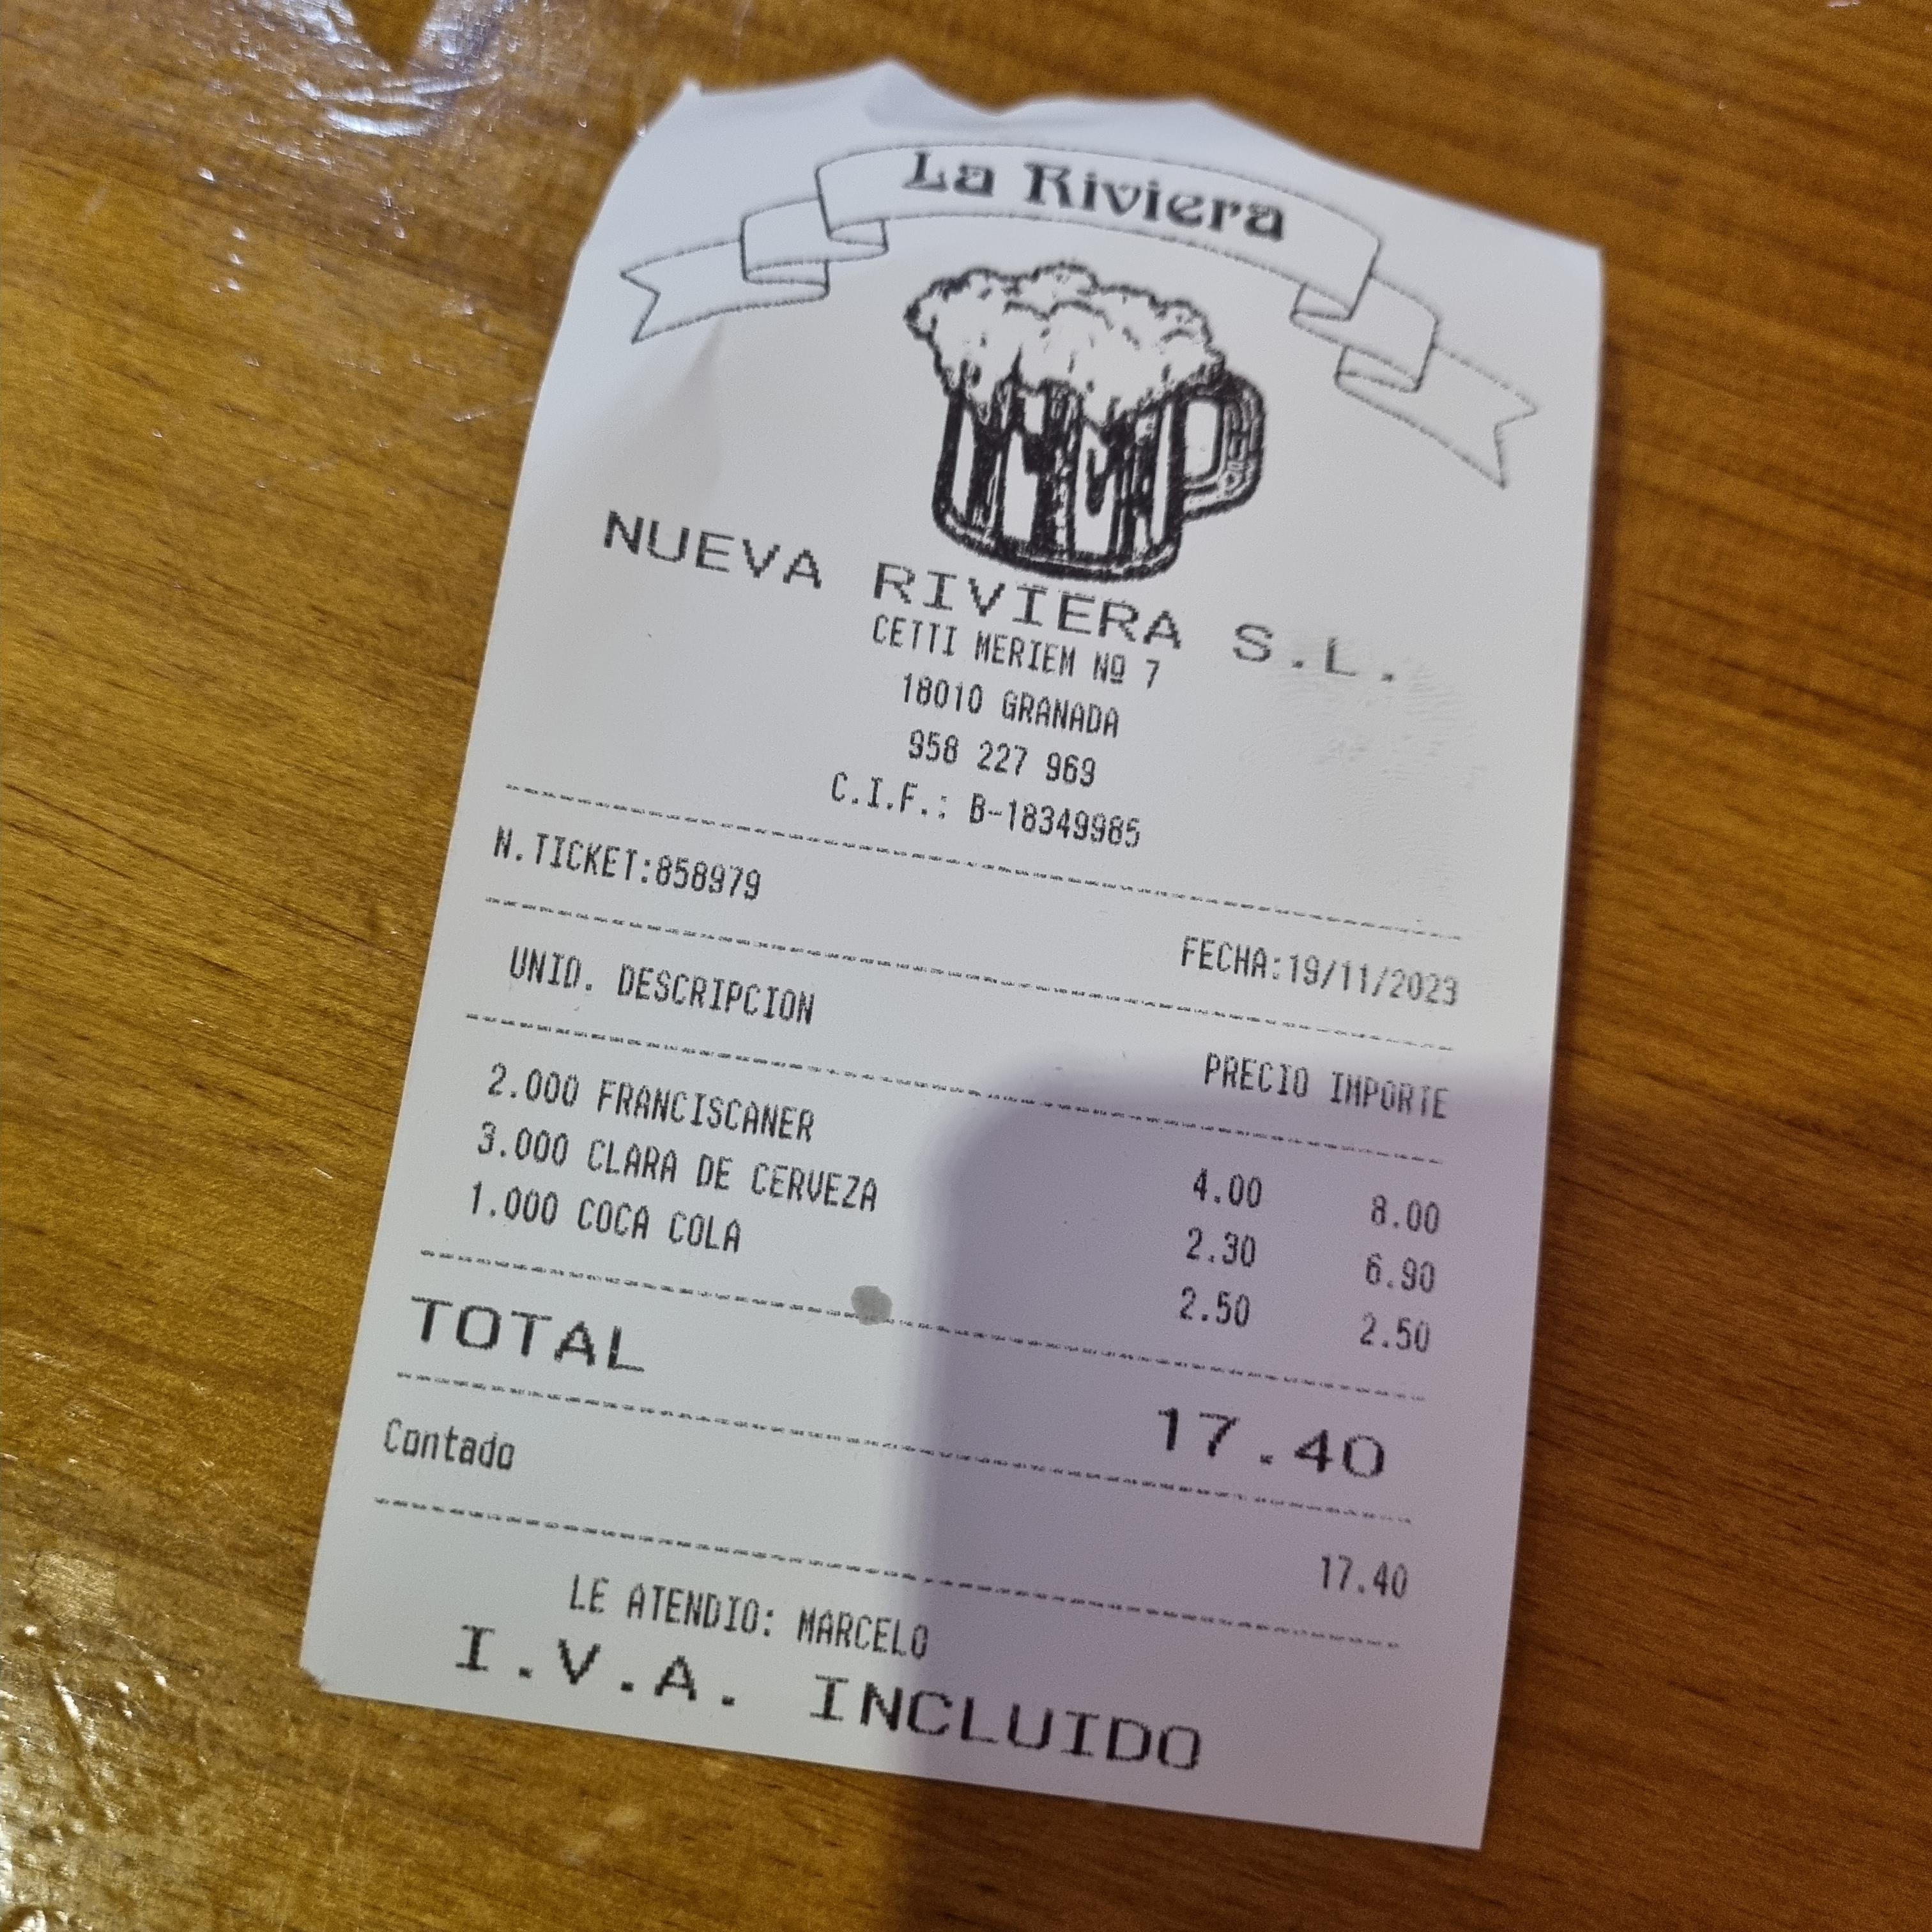 La Riviera
NUEVA RIVIERA S.L.
CETTI MERIEM Nº 7
18010 GRANADA
958 227 969
C.I.F.: B-18349985
N.TICKET:858979 FECHA:19/11/2023
UNID. DESCRIPCION PRECIO IMPORTE
2.000 FRANCISCANER 4.00 8.00
3.000 CLARA DE CERVEZA 2.30 6.90
1.000 COCA COLA 2.50 2.50
TOTAL 17.40
Contado 17.40
LE ATENDIO: MARCELO
I.V.A. INCLUIDO